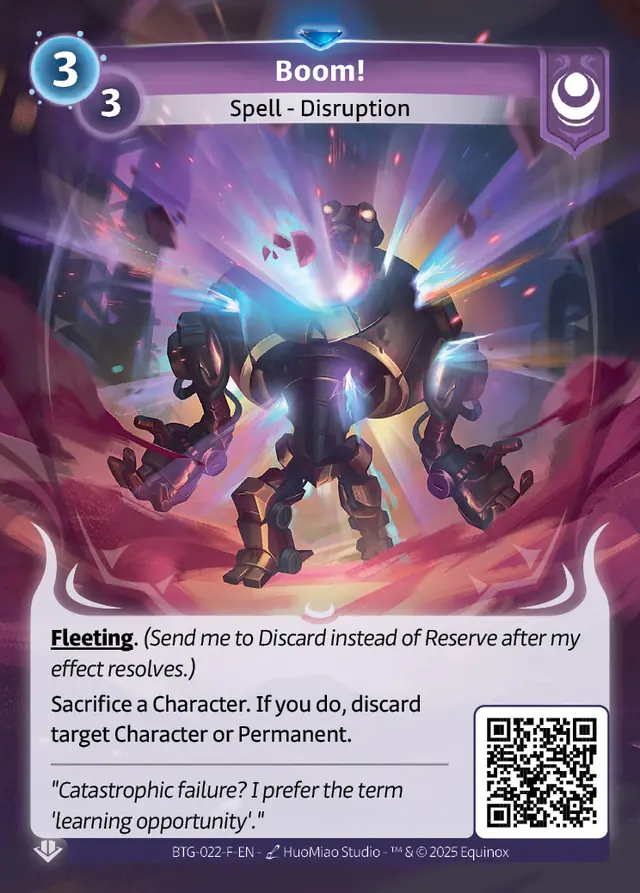 3
Boom!
3
Spell - Disruption
Fleeting. (Send me to Discard instead of Reserve after my
effect resolves.)
Sacrifice a Character. If you do, discard
target Character or Permanent.
"Catastrophic failure? I prefer the term
'learning opportunity'."
BTG-022-F-EN - HuoMiao Studio - ™ & © 2025 Equinox